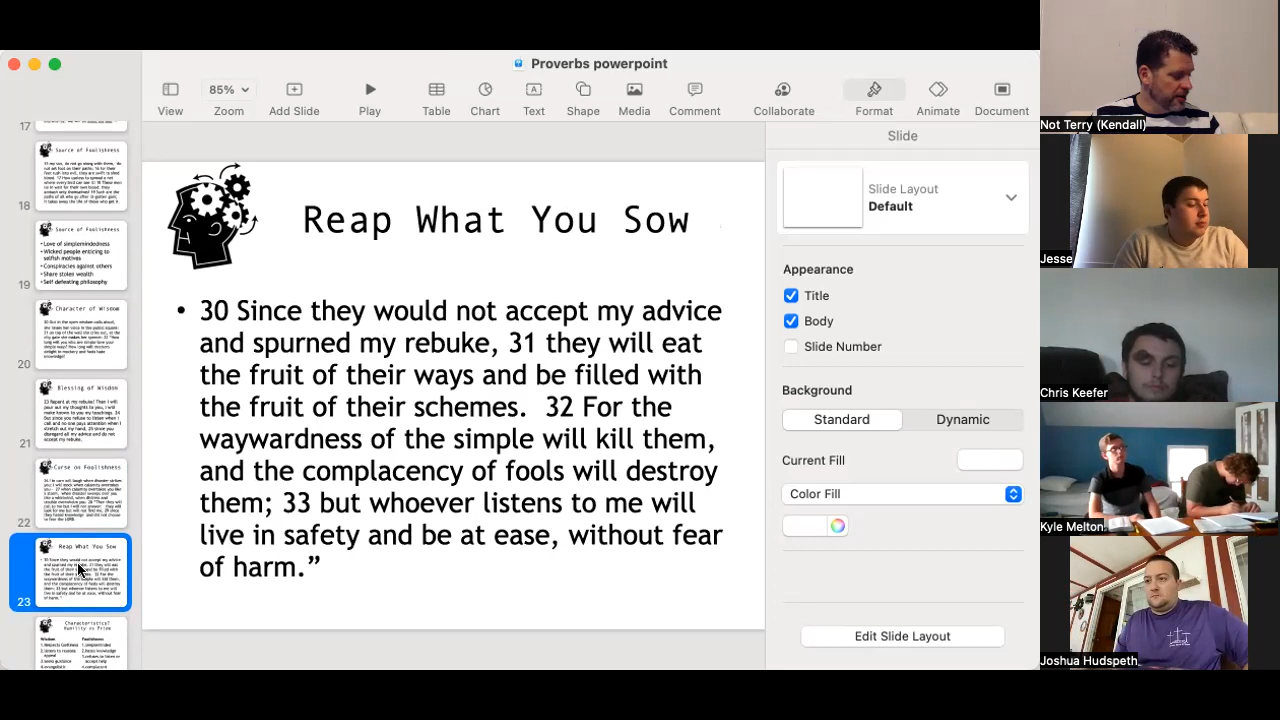 Proverbs powerpoint
View
85%
Zoom
Add Slide
Play
Table
Chart
Text
Shape
Media
Comment
Collaborate
Format
Animate
Document
17
Source of Foolishness
18
Source of Foolishness
• Love of simplemindedness
• Wicked people enticing to
selfish motives
• Conspiracies against others
• Share stolen wealth
• Self defeating philosophy
19
Character of Wisdom
20
Blessing of Wisdom
21
Curse on Foolishness
22
Reap What You Sow
23
Characteristics?
Humility vs Pride
Wisdom
Foolishness
Reap What You Sow
• 30 Since they would not accept my advice
and spurned my rebuke, 31 they will eat
the fruit of their ways and be filled with
the fruit of their schemes. 32 For the
waywardness of the simple will kill them,
and the complacency of fools will destroy
them; 33 but whoever listens to me will
live in safety and be at ease, without fear
of harm.”
Slide
Slide Layout
Default
Appearance
Title
Body
Slide Number
Background
Standard
Dynamic
Current Fill
Color Fill
Edit Slide Layout
Not Terry (Kendall)
Jesse
Chris Keefer
Kyle Melton
Joshua Hudspeth